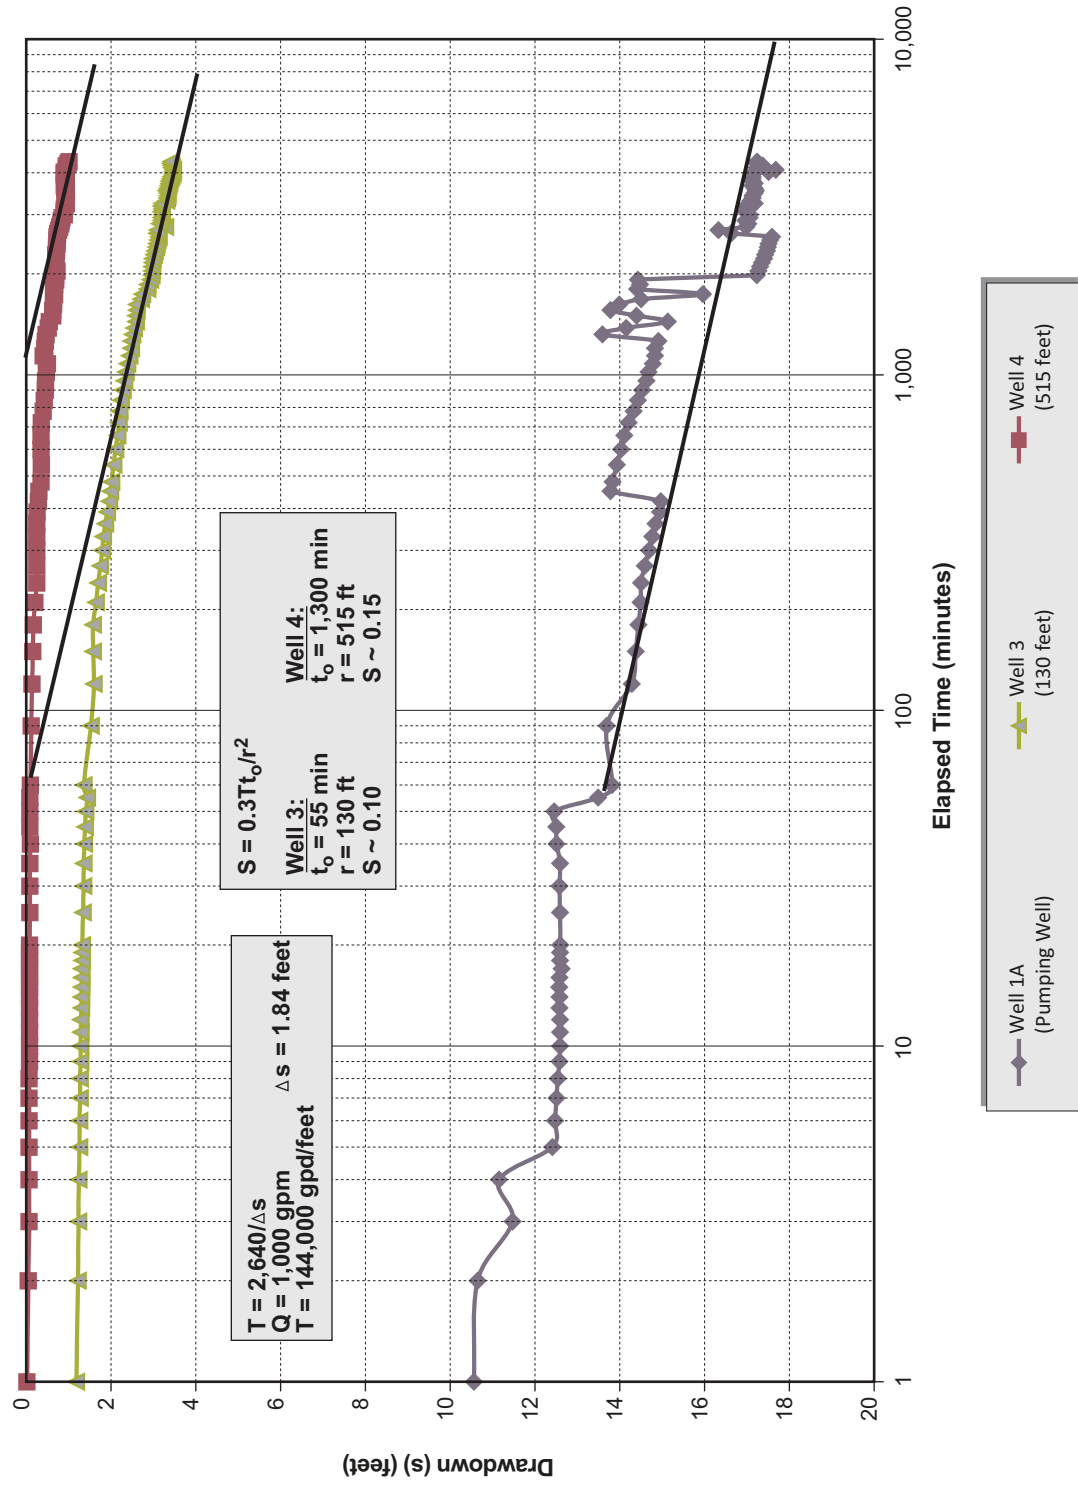 Drawdown (s) (feet)
0
2
4
6
8
10
12
14
16
18
20
T = 2,640/Δs
Q = 1,000 gpm
T = 144,000 gpd/feet
Δs = 1.84 feet
S = 0.3Tt₀/r²
Well 3:
t₀ = 55 min
r = 130 ft
S ~ 0.10
Well 4:
t₀ = 1,300 min
r = 515 ft
S ~ 0.15
1
10
100
1,000
10,000
Elapsed Time (minutes)
Well 1A
(Pumping Well)
Well 3
(130 feet)
Well 4
(515 feet)